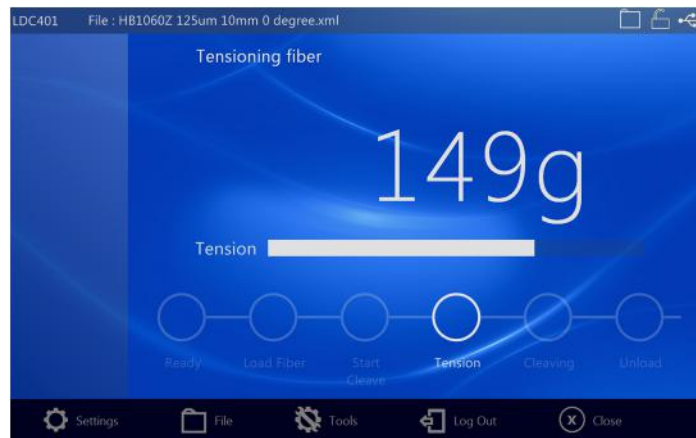 LDC401 File : HB1060Z 125um 10mm 0 degree.xml
Tensioning fiber
149g
Tension
Ready Load Fiber Start Cleave Tension Cleaving Unload
Settings File Tools Log Out X Close